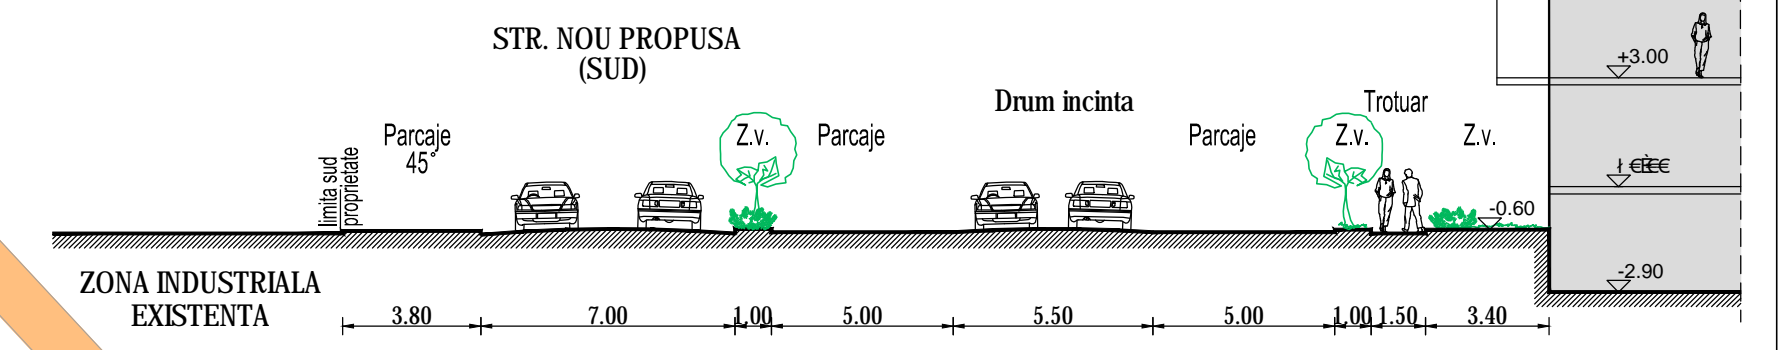 STR. NOU PROPUSA
(SUD)
+3.00
Drum incinta
Trotuar
Parcaje
45°
Z.v.
Parcaje
Parcaje
Z.v.
Z.v.
limita sud
proprietate
-0.60
-2.90
ZONA INDUSTRIALA
EXISTENTA
3.80
7.00
1.00
5.00
5.50
5.00
1.00
1.50
3.40